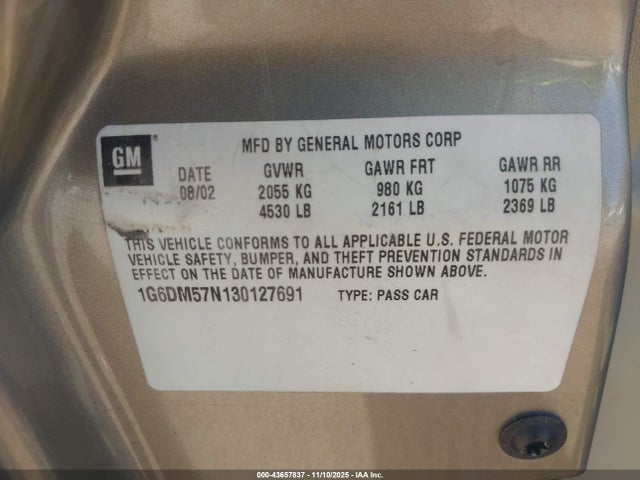 GM
MFD BY GENERAL MOTORS CORP
DATE GVWR GAWR FRT GAWR RR
08/02 2055 KG 980 KG 1075 KG
4530 LB 2161 LB 2369 LB
THIS VEHICLE CONFORMS TO ALL APPLICABLE U.S. FEDERAL MOTOR
VEHICLE SAFETY, BUMPER, AND THEFT PREVENTION STANDARDS IN
EFFECT ON THE DATE OF MANUFACTURE SHOWN ABOVE.
1G6DM57N130127691 TYPE: PASS CAR
000-43657837 - 11/10/2025 - IAA Inc.